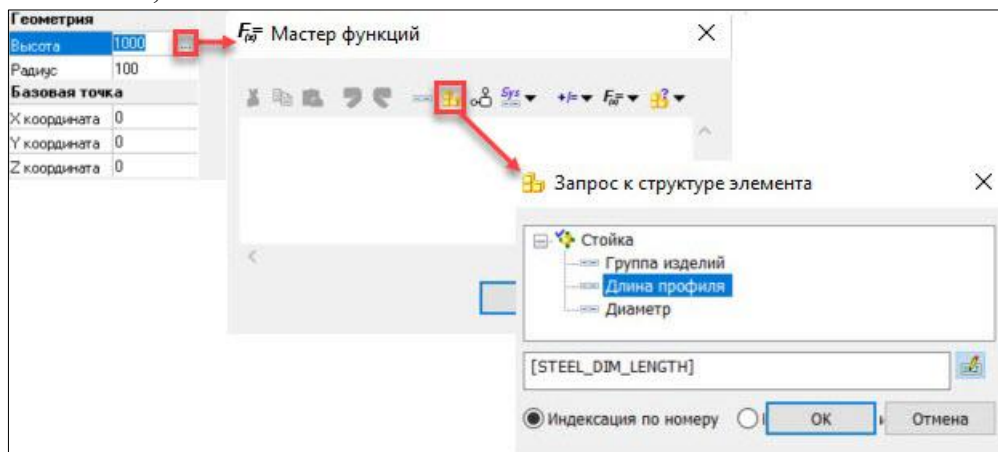 Геометрия
Высота 1000 ...
Радиус 100
Базовая точка
X координата 0
Y координата 0
Z координата 0
F(x)= Мастер функций
Sys +/= F(x)=
Запрос к структуре элемента
Стойка
Группа изделий
Длина профиля
Диаметр
[STEEL_DIM_LENGTH]
Индексация по номеру
OK Отмена